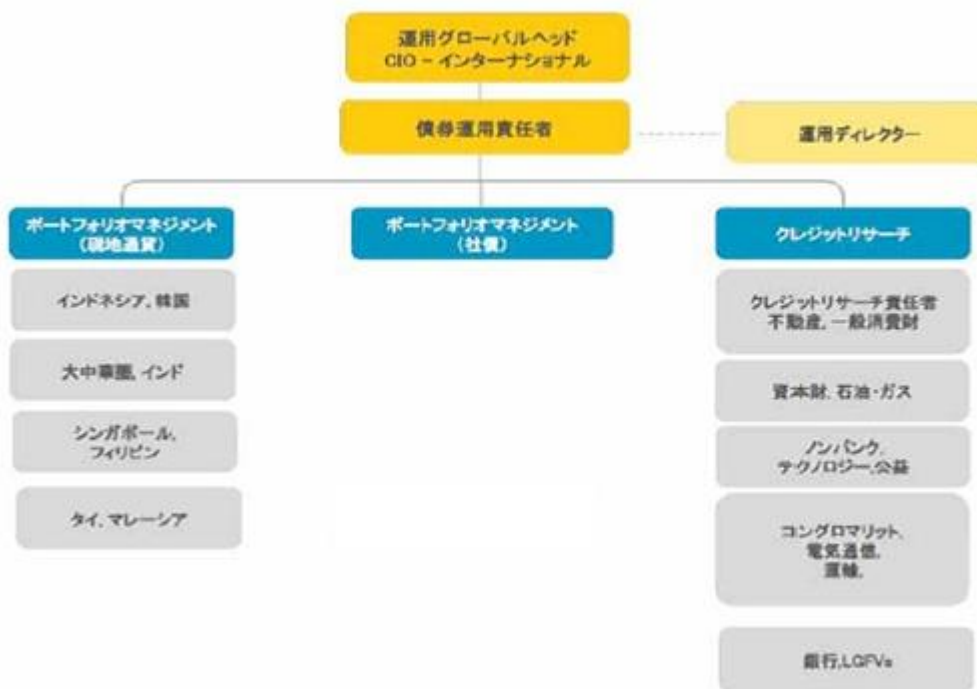 運用グローバルヘッド
CIO – インターナショナル
債券運用責任者
運用ディレクター
ポートフォリオマネジメント
(現地通貨)
ポートフォリオマネジメント
(社債)
クレジットリサーチ
インドネシア, 韓国
大中華圏, インド
シンガポール,
フィリピン
タイ, マレーシア
クレジットリサーチ責任者
不動産, 一般消費財
資本財, 石油・ガス
ノンバンク,
テクノロジー,公益
コングロマリット,
電気通信,
運輸,
銀行,LGFVs